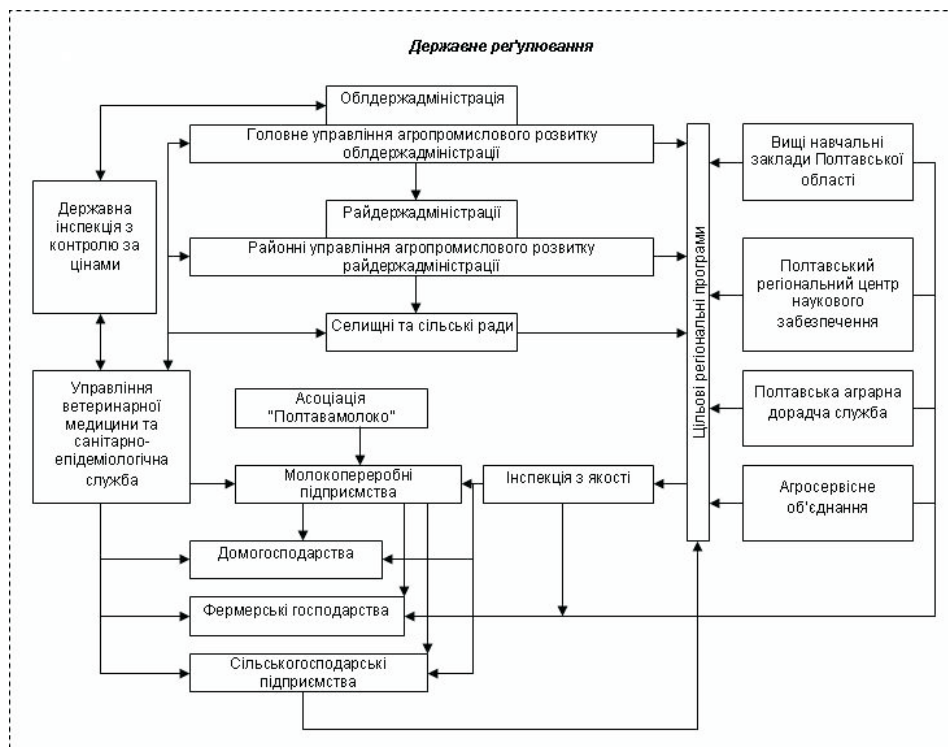 Державне реґулювання
Облдержадміністрація
Головне управління агропромислового розвитку
облдержадміністрації
Вищі навчальні
заклади Полтавської
області
Державна
інспекція з
контролю за
цінами
Райдержадміністрації
Районні управління агропромислового розвитку
райдержадміністрації
Цільові регіональні програми
Полтавський
регіональний центр
наукового
забезпечення
Селищні та сільські ради
Управління
ветеринарної
медицини та
санітарно-
епідеміологічна
служба
Асоціація
"Полтавамолоко"
Полтавська аграрна
дорадча служба
Молокопереробні
підприємства
Інспекція з якості
Агросервісне
об'єднання
Домогосподарства
Фермерські господарства
Сільськогосподарські
підприємства